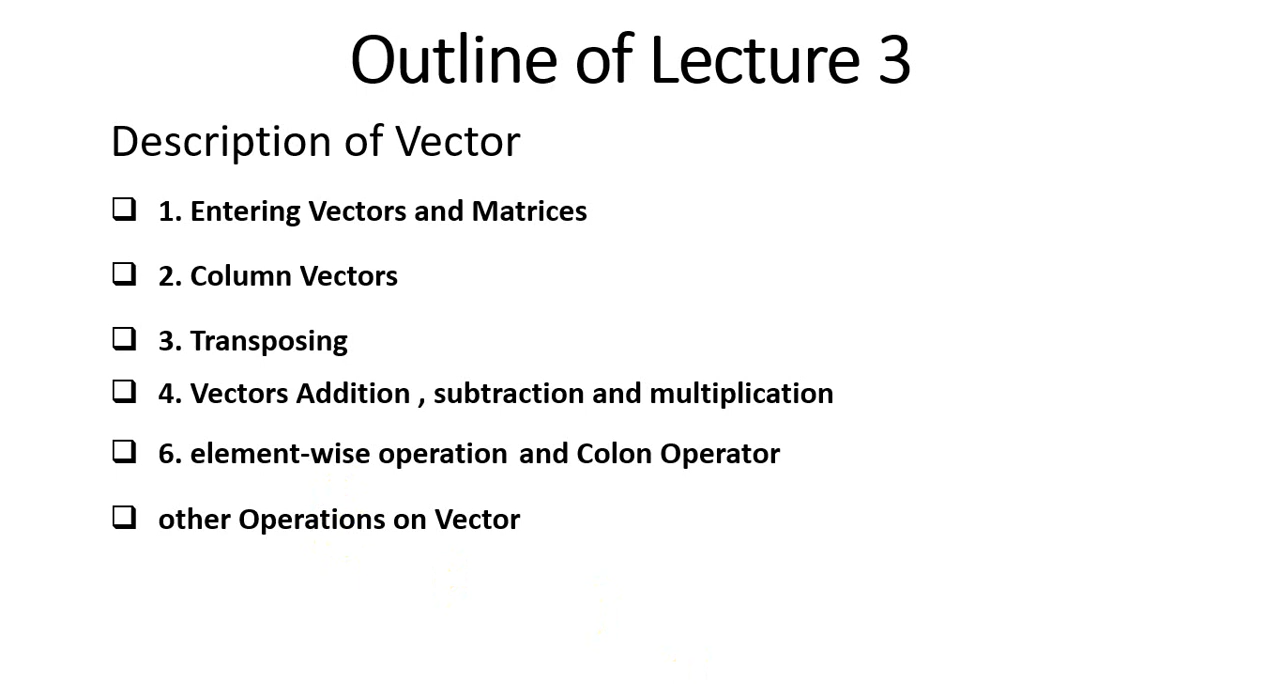 Outline of Lecture 3
Description of Vector
❑ 1. Entering Vectors and Matrices
❑ 2. Column Vectors
❑ 3. Transposing
❑ 4. Vectors Addition , subtraction and multiplication
❑ 6. element-wise operation and Colon Operator
❑ other Operations on Vector